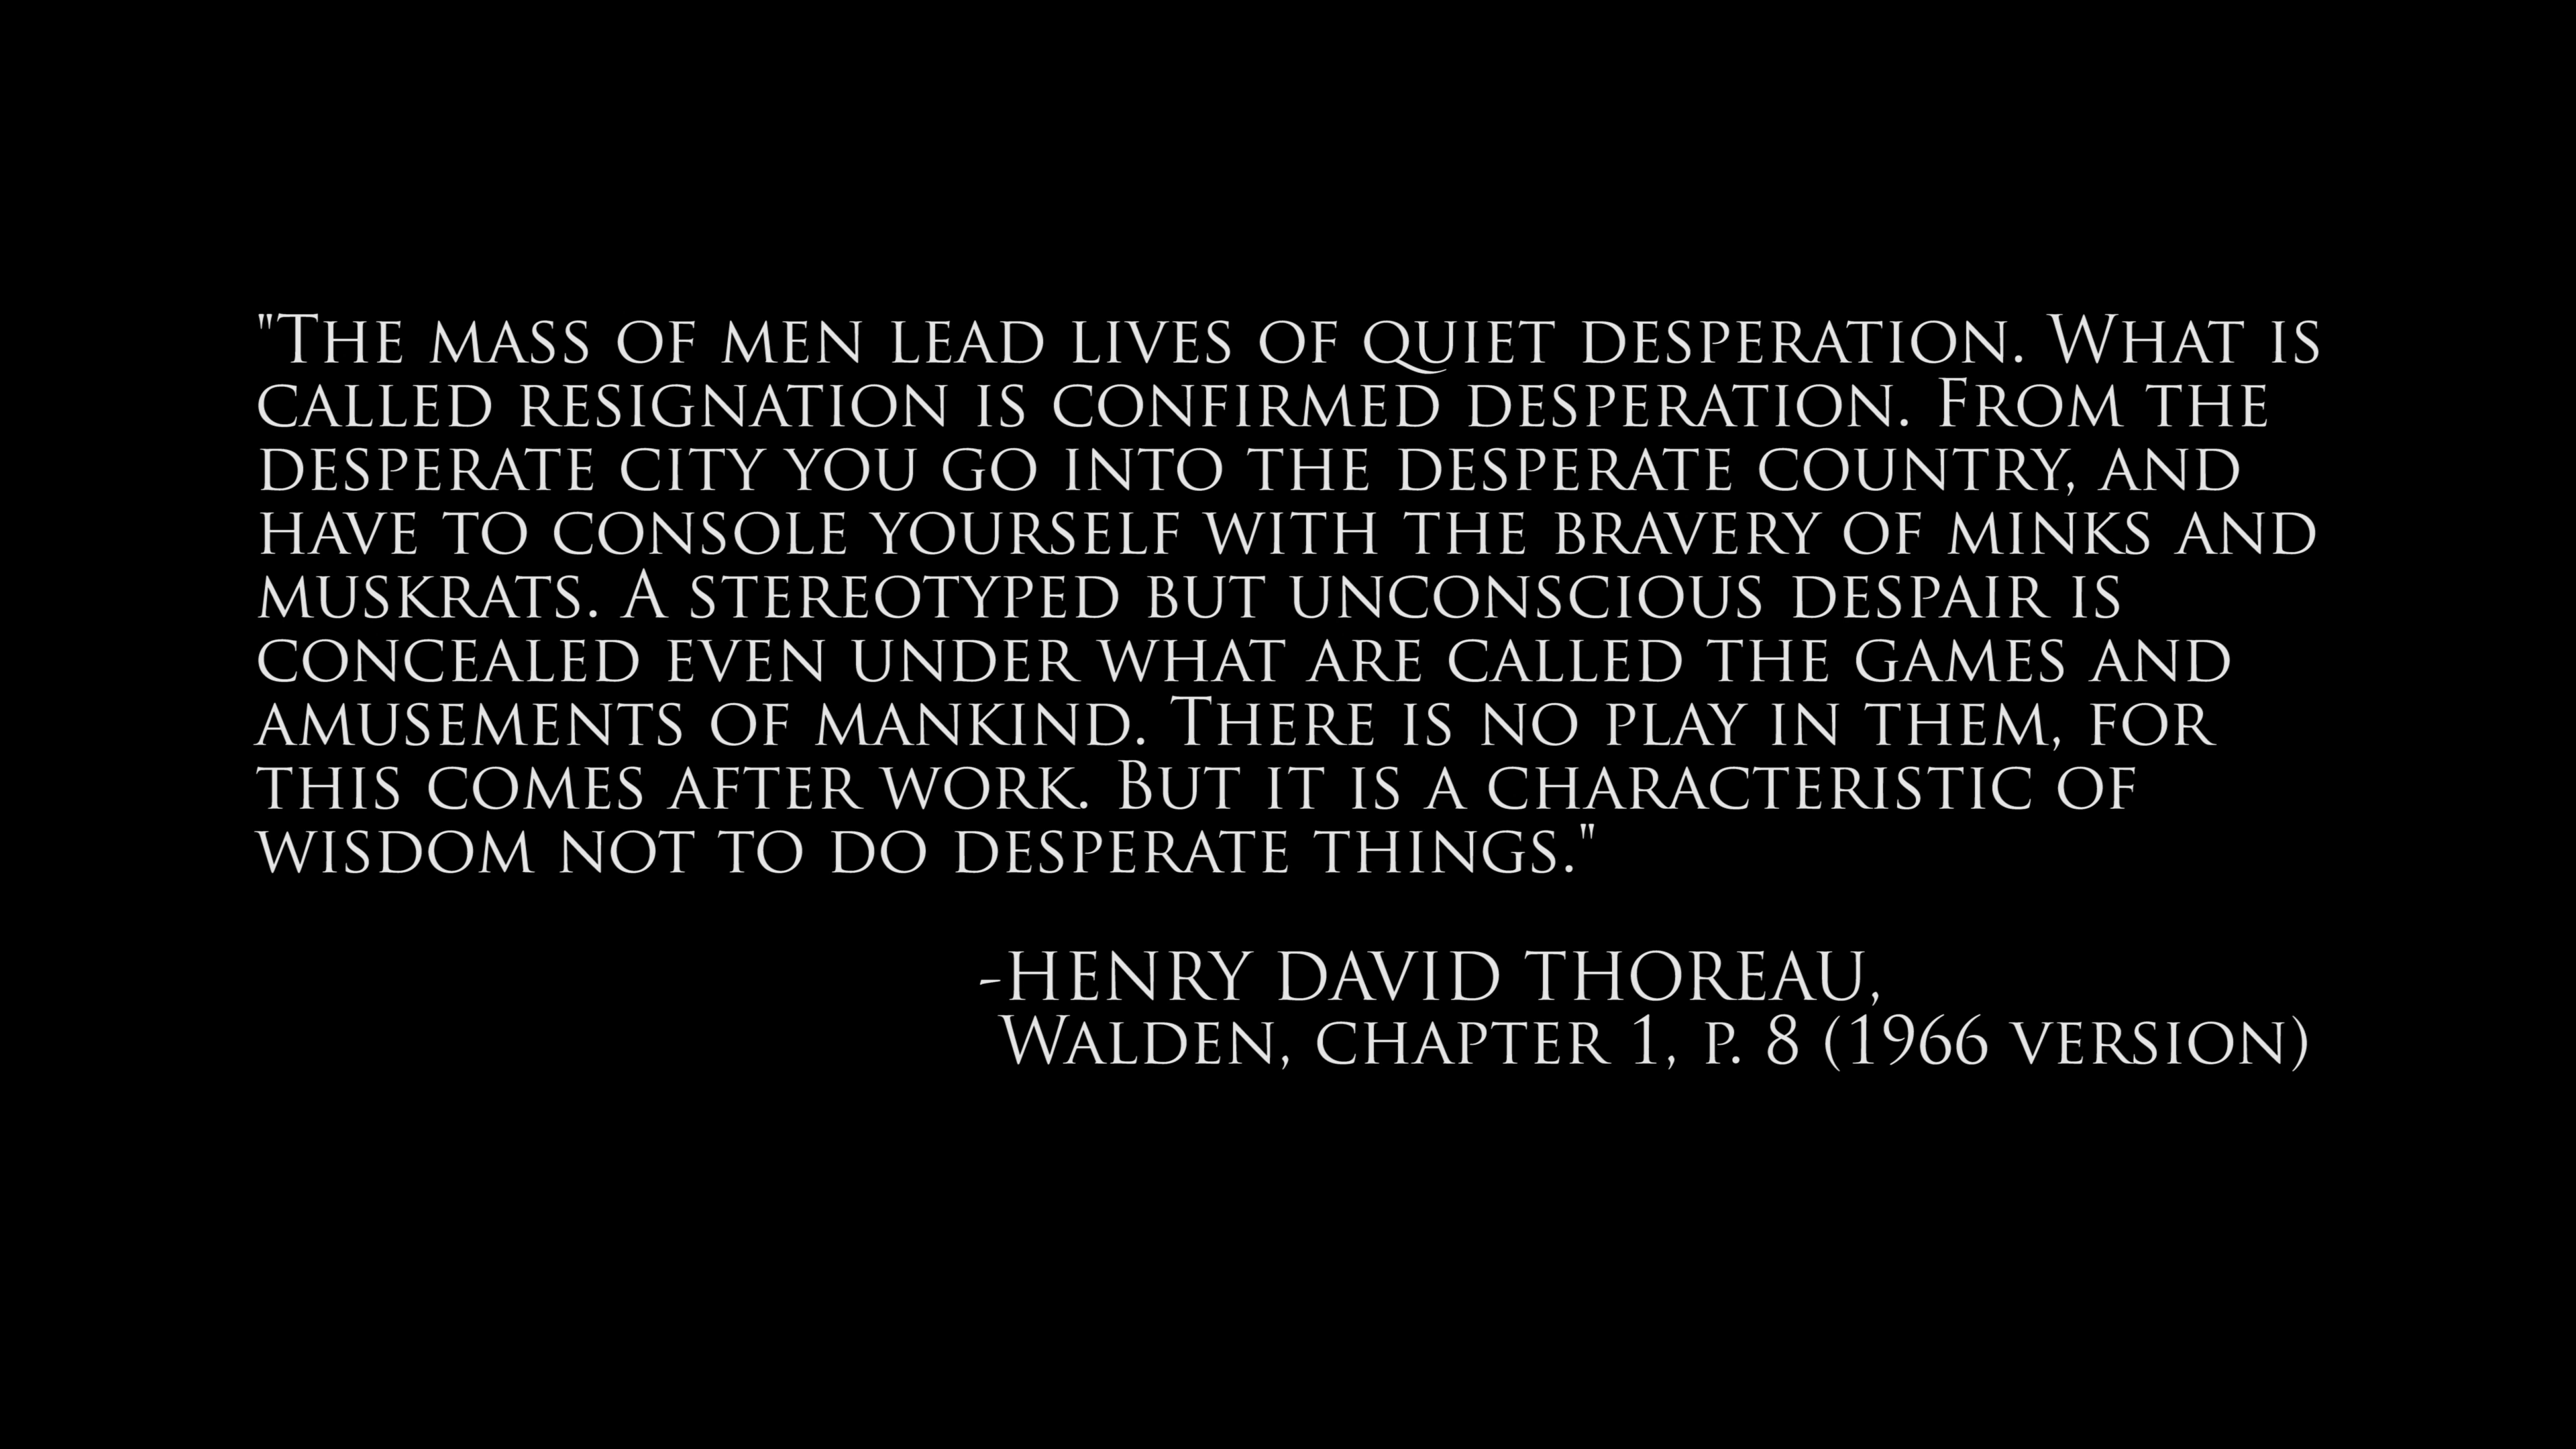 "The mass of men lead lives of quiet desperation. What is
called resignation is confirmed desperation. From the
desperate city you go into the desperate country, and
have to console yourself with the bravery of minks and
muskrats. A stereotyped but unconscious despair is
concealed even under what are called the games and
amusements of mankind. There is no play in them, for
this comes after work. But it is a characteristic of
wisdom not to do desperate things."
-HENRY DAVID THOREAU,
Walden, chapter 1, p. 8 (1966 version)